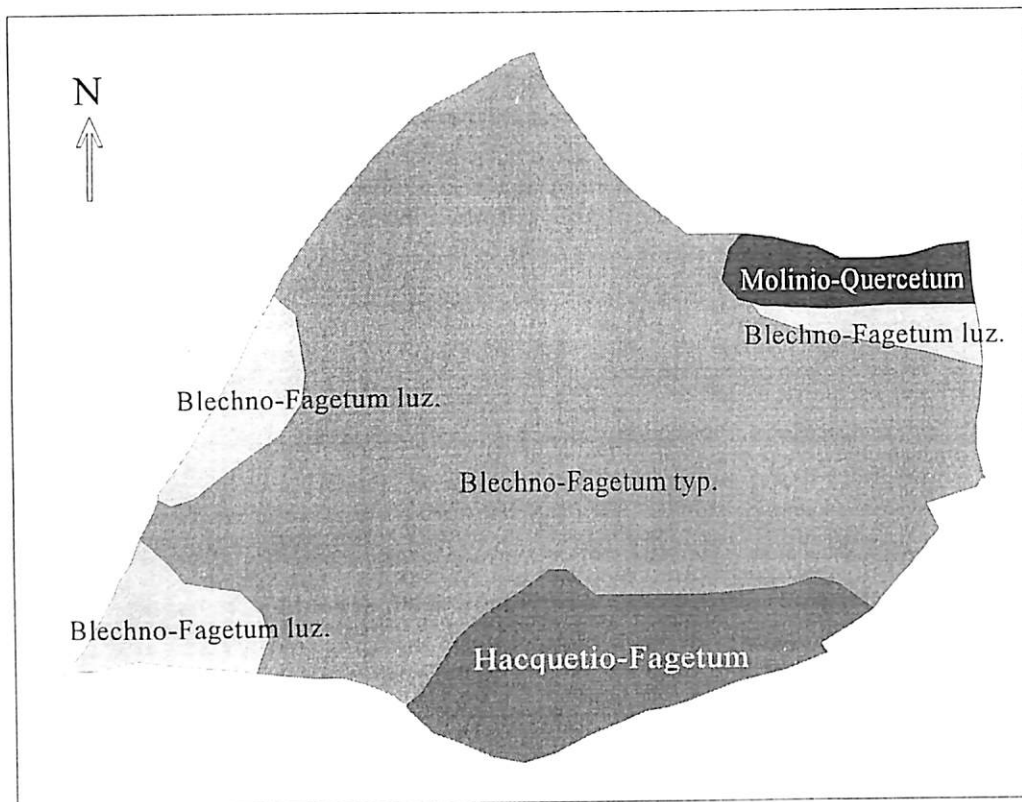 N
Molinio-Quercetum
Blechno-Fagetum luz.
Blechno-Fagetum luz.
Blechno-Fagetum typ.
Blechno-Fagetum luz.
Hacquetio-Fagetum